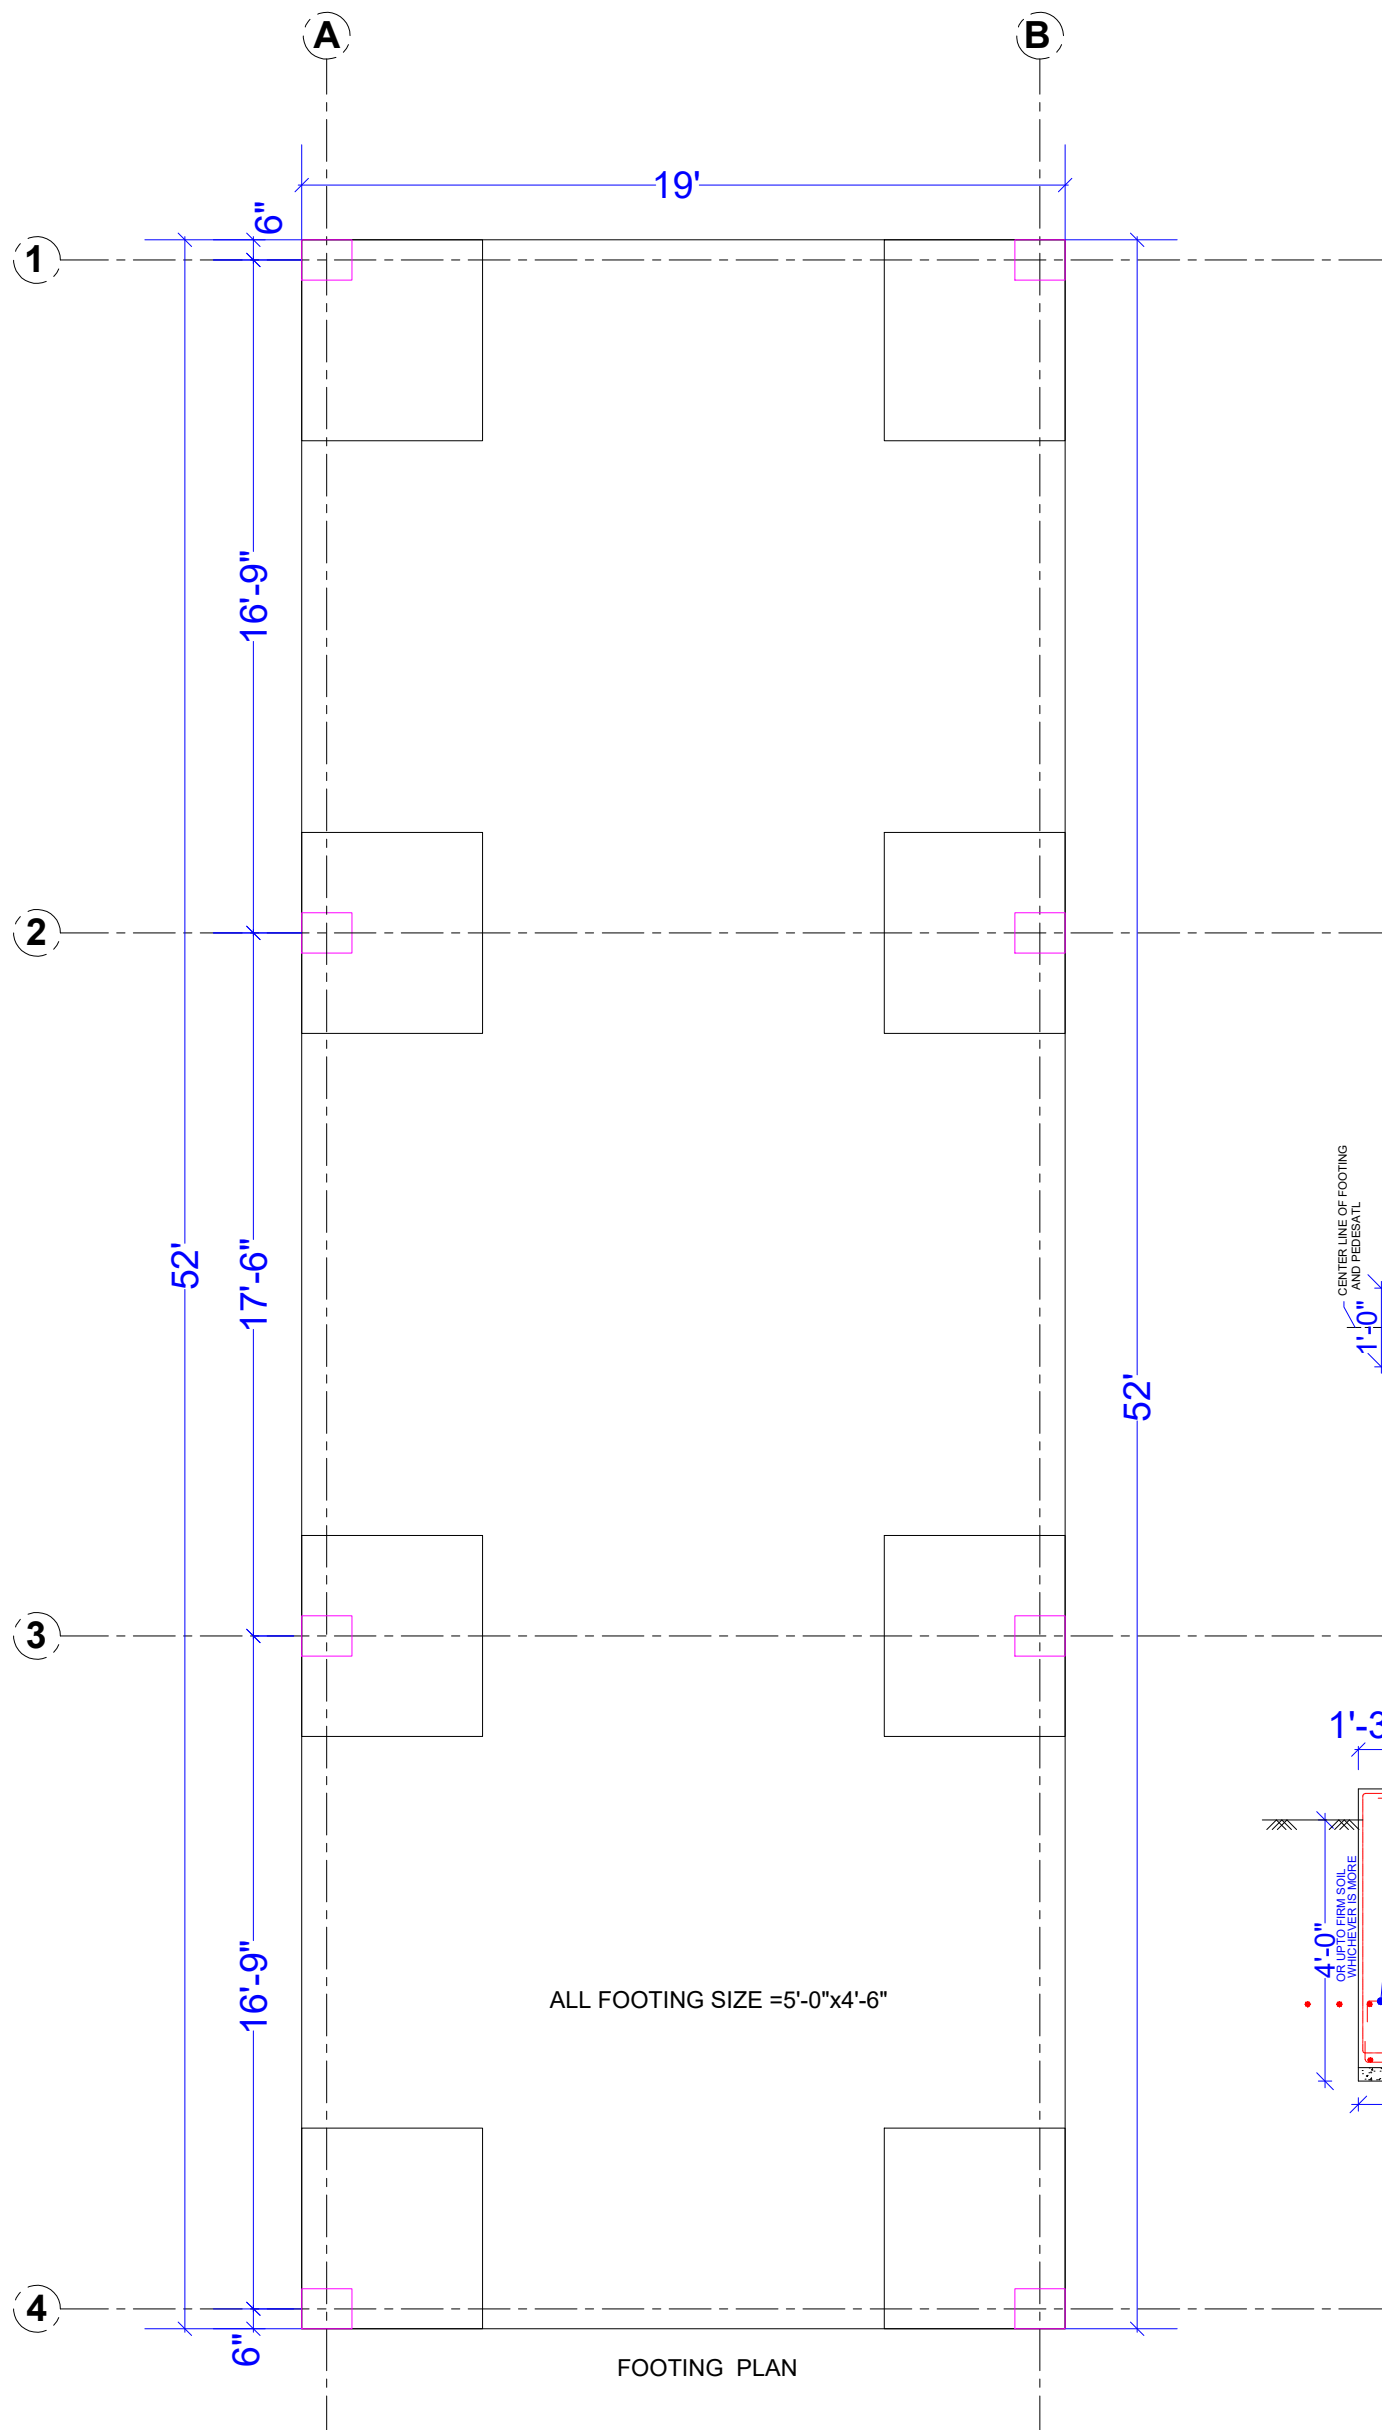 A
B
19'
6"
1
16'-9"
2
CENTER LINE OF FOOTING
AND PEDESATL
1'-0"
52'
17'-6"
52'
3
1'-3
OR UPTO FIRM SOIL
WHICHEVER IS MORE
4'-0"
16'-9"
ALL FOOTING SIZE =5'-0"x4'-6"
4
6"
FOOTING PLAN